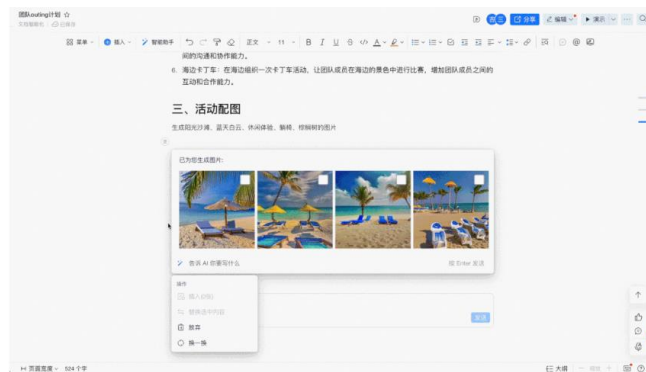 团队outing计划
分享
编辑
演示
菜单
插入
智能助手
正文
11
B I U S
间的沟通和协作能力。
6. 海边卡丁车：在海边组织一次卡丁车活动，让团队成员在海边的景色中进行比赛，增加团队成员之间的
互动和合作能力。
三、活动配图
生成阳光沙滩、蓝天白云、休闲体验、躺椅、棕榈树的图片
已为您生成图片：
告诉 AI 你要写什么
按 Enter 发送
操作
替换选中内容
放弃
换一换
发送
页面宽度
524 个字
大纲